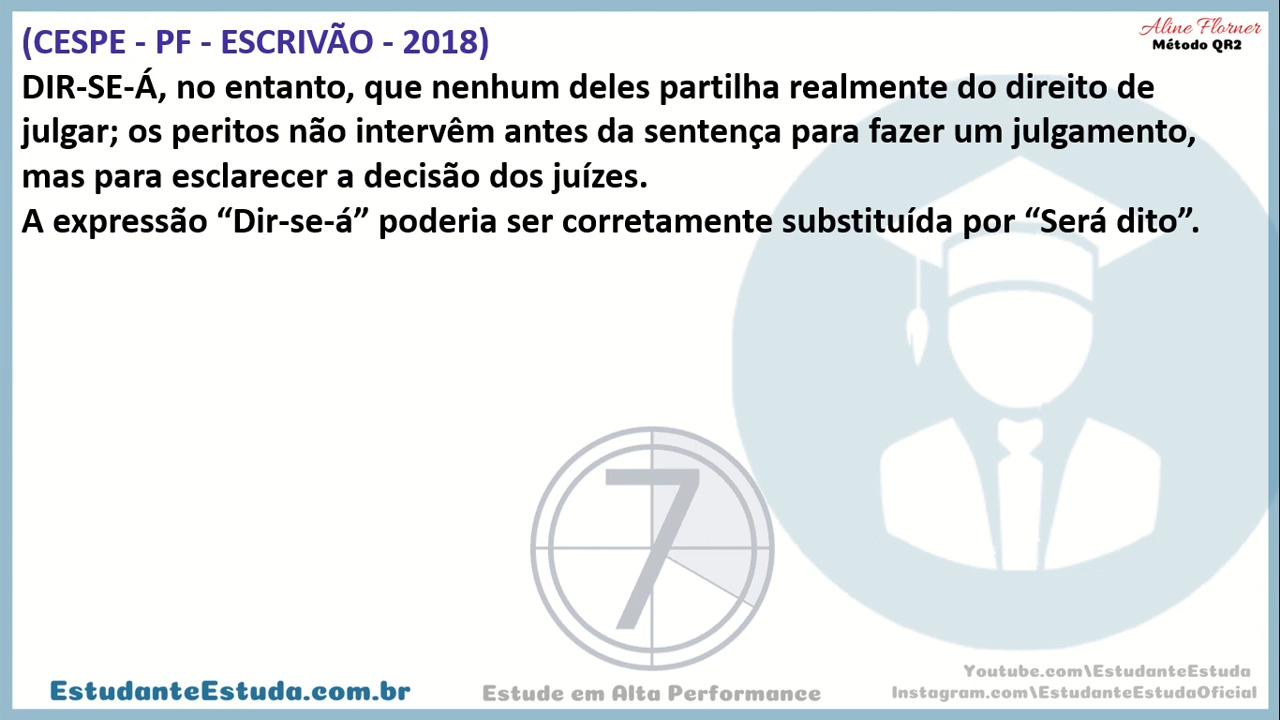 (CESPE - PF - ESCRIVÃO - 2018)
Aline Florner
Método QR2
DIR-SE-Á, no entanto, que nenhum deles partilha realmente do direito de
julgar; os peritos não intervêm antes da sentença para fazer um julgamento,
mas para esclarecer a decisão dos juízes.
A expressão “Dir-se-á” poderia ser corretamente substituída por “Será dito”.
7
EstudanteEstuda.com.br
Estude em Alta Performance
Youtube.com\EstudanteEstuda
Instagram.com\EstudanteEstudaOficial